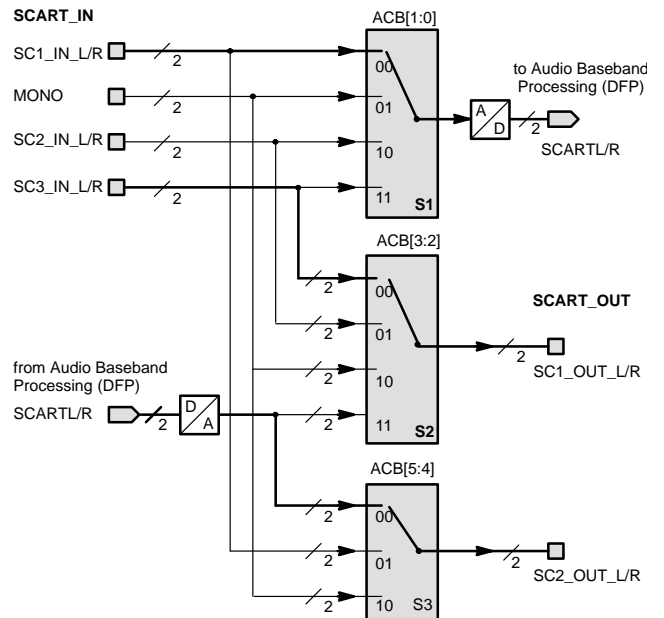 SCART_IN
ACB[1:0]
SC1_IN_L/R
2
00
to Audio Baseband
Processing (DFP)
MONO
2
01
A
D
2
SCARTL/R
SC2_IN_L/R
2
10
SC3_IN_L/R
2
11
S1
ACB[3:2]
2
00
SCART_OUT
2
01
2
SC1_OUT_L/R
from Audio Baseband
Processing (DFP)
2
10
SCARTL/R
2
D
A
2
11
S2
ACB[5:4]
2
00
2
01
2
SC2_OUT_L/R
2
10
S3